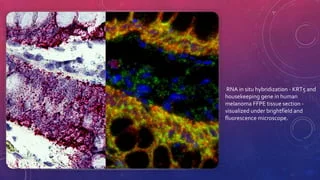 RNA in situ hybridization - KRT5 and
housekeeping gene in human
melanoma FFPE tissue section -
visualized under brightfield and
fluorescence microscope.